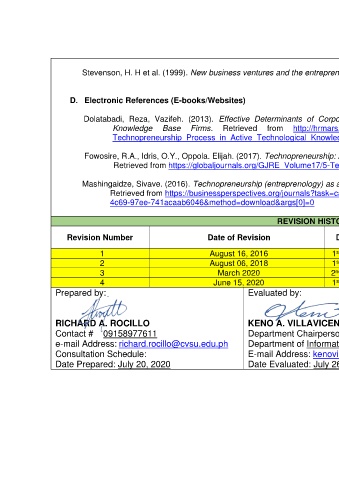 Stevenson, H. H et al. (1999). New business ventures and the entrepren
D. Electronic References (E-books/Websites)
Dolatabadi, Reza, Vazifeh. (2013). Effective Determinants of Corpo
Knowledge Base Firms. Retrieved from http://hrmars
Technopreneurship Process in Active Technological Knowled
Fowosire, R.A., Idris, O.Y., Oppola. Elijah. (2017). Technopreneurship:
Retrieved from https://globaljournals.org/GJRE_Volume17/5-Te
Mashingaidze, Sivave. (2016). Technopreneurship (entreprenology) as a
Retrieved from https://businessperspectives.org/journals?task=ca
4c69-97ee-741acaab6046&method=download&args[0]=0
REVISION HISTO
Revision Number Date of Revision D
1 August 16, 2016 1s
2 August 06, 2018 1s
3 March 2020 2n
4 June 15, 2020 1s
Prepared by: Evaluated by:
RICHARD A. ROCILLO KENO A. VILLAVICEN
Contact # 09158977611 Department Chairperso
e-mail Address: richard.rocillo@cvsu.edu.ph Department of Informat
Consultation Schedule: E-mail Address: kenovi
Date Prepared: July 20, 2020 Date Evaluated: July 26